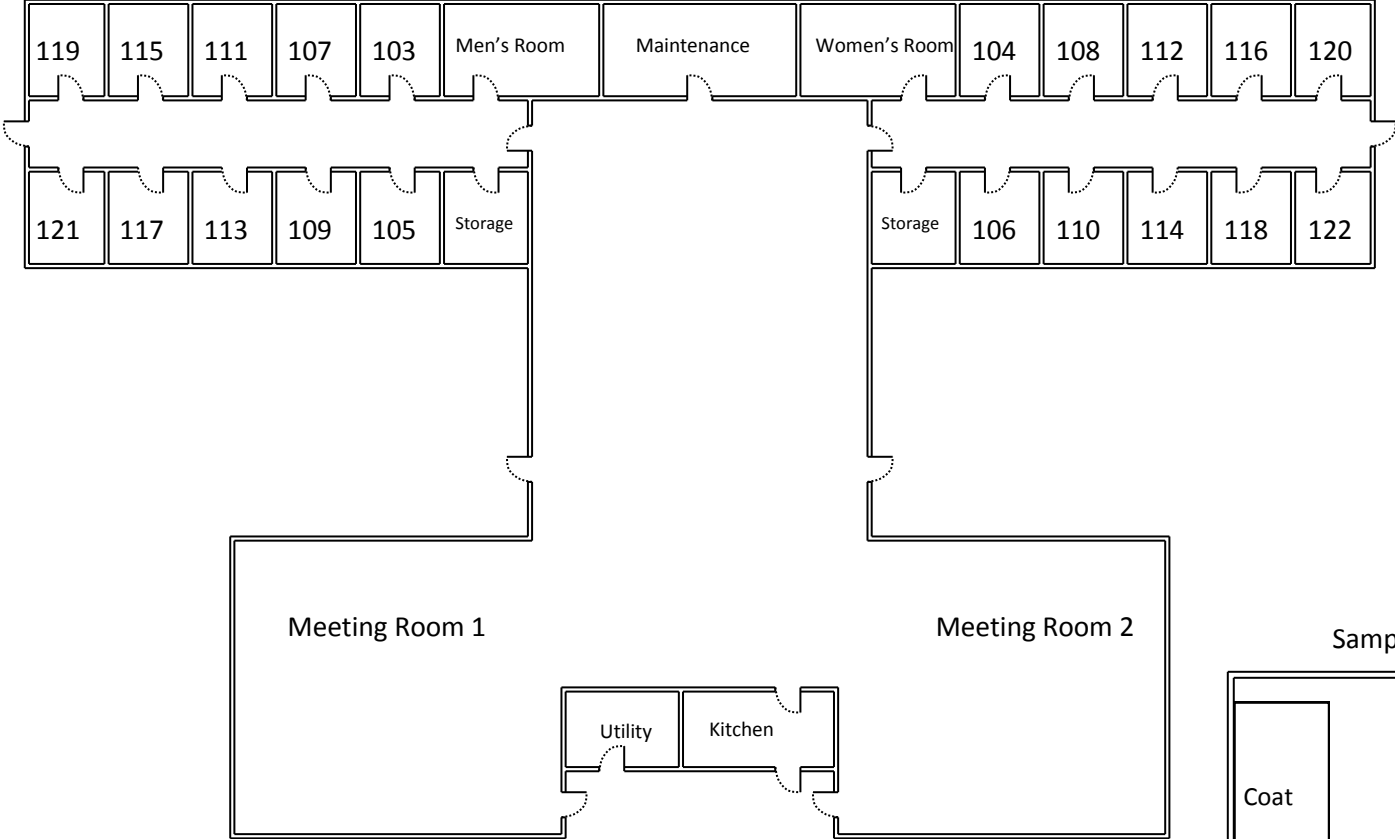 119 115 111 107 103 Men's Room Maintenance Women's Room 104 108 112 116 120
121 117 113 109 105 Storage Storage 106 110 114 118 122
Meeting Room 1 Meeting Room 2
Samp
Utility Kitchen
Coat